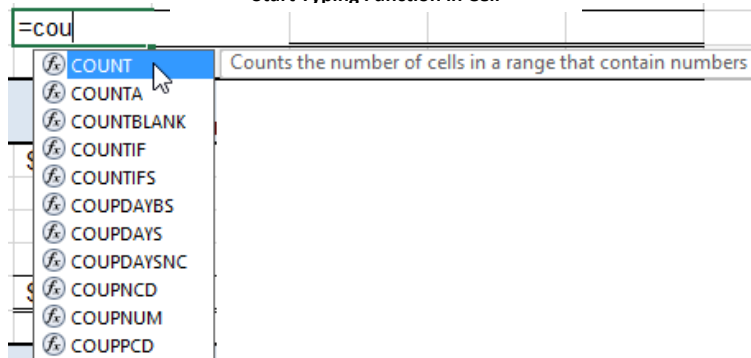 Start Typing Function in Cell
=cou
COUNT Counts the number of cells in a range that contain numbers
COUNTA
COUNTBLANK
COUNTIF
COUNTIFS
COUPDAYBS
COUPDAYS
COUPDAYSNC
COUPNCD
COUPNUM
COUPPCD